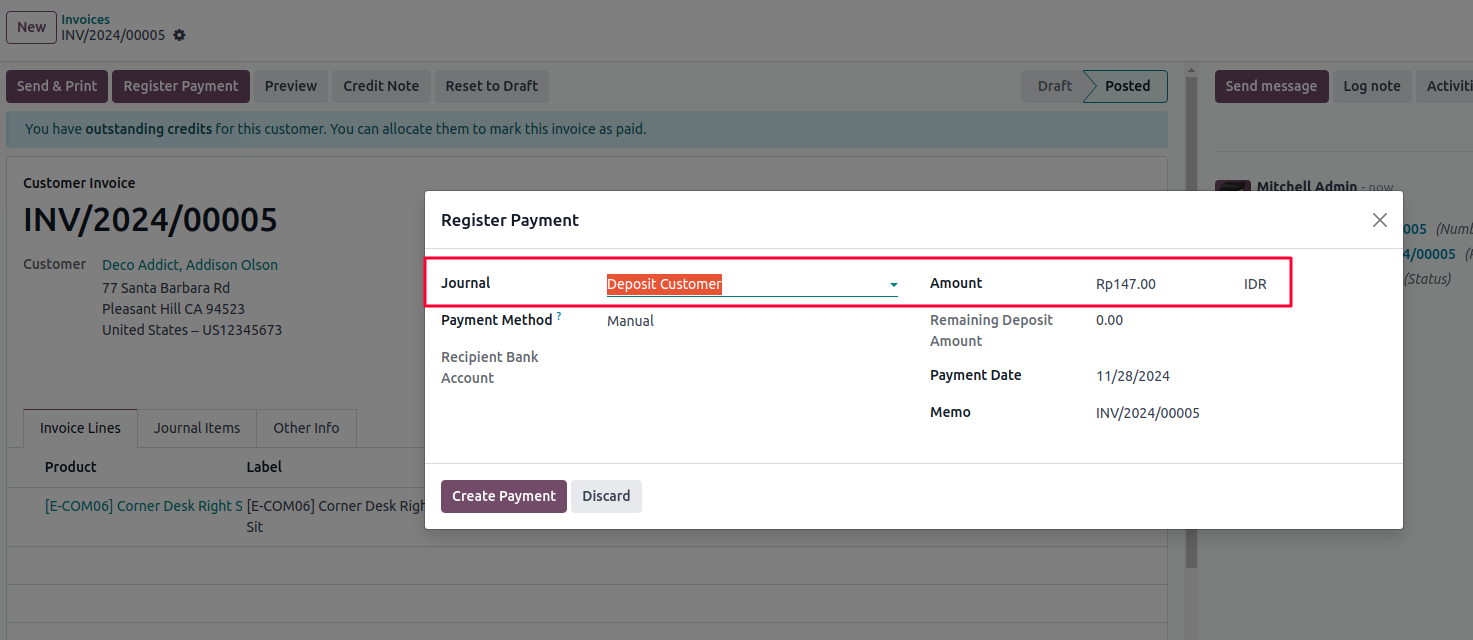 New
Invoices
INV/2024/00005
Send & Print
Register Payment
Preview
Credit Note
Reset to Draft
Draft
Posted
Send message
Log note
Activiti
You have outstanding credits for this customer. You can allocate them to mark this invoice as paid.
Customer Invoice
INV/2024/00005
Customer
Deco Addict, Addison Olson
77 Santa Barbara Rd
Pleasant Hill CA 94523
United States – US12345673
Mitchell Admin - now
005 (Numb
4/00005 (P
(Status)
Register Payment
Journal
Deposit Customer
Amount
Rp147.00
IDR
Payment Method ?
Manual
Remaining Deposit
Amount
0.00
Recipient Bank
Account
Payment Date
11/28/2024
Memo
INV/2024/00005
Create Payment
Discard
Invoice Lines
Journal Items
Other Info
Product
Label
[E-COM06] Corner Desk Right S
[E-COM06] Corner Desk Righ
Sit